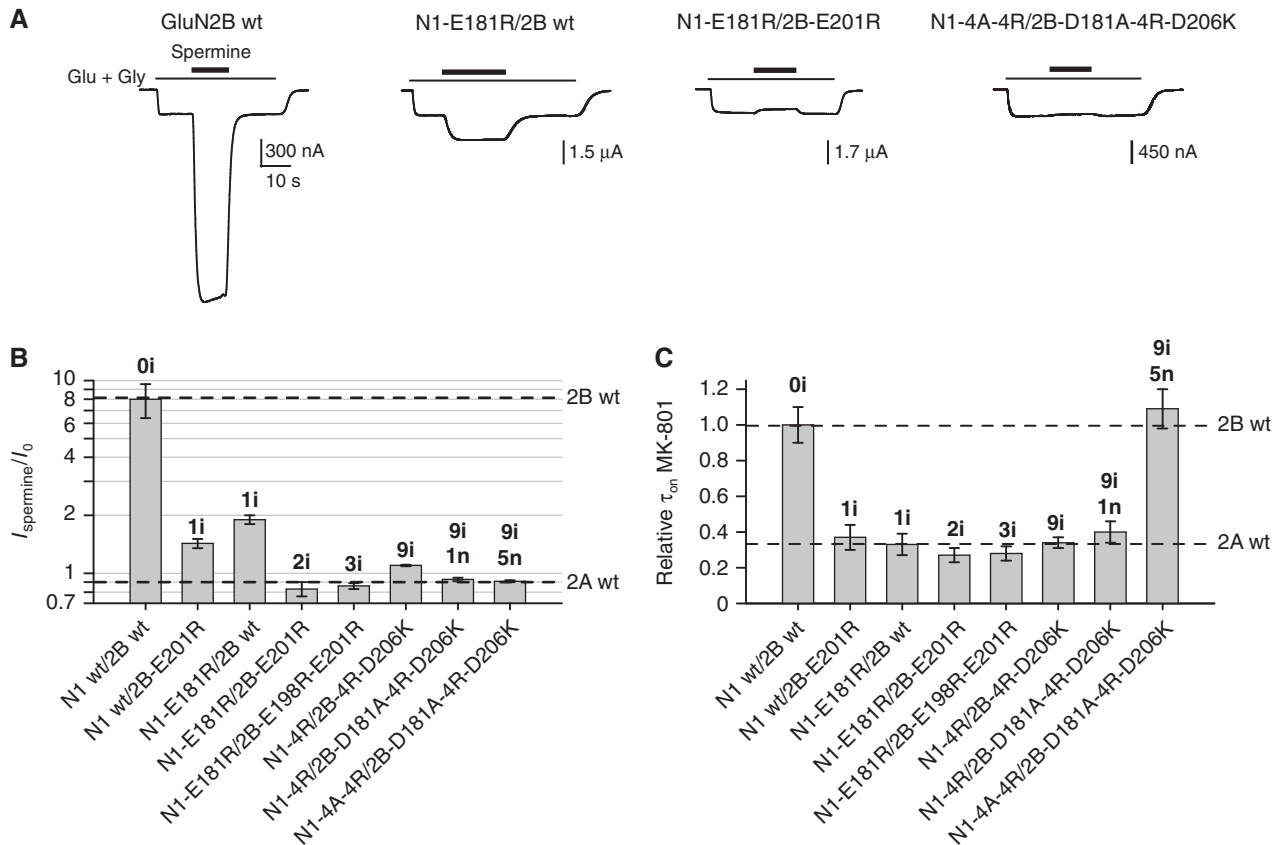 A
GluN2B wt
N1-E181R/2B wt
N1-E181R/2B-E201R
N1-4A-4R/2B-D181A-4R-D206K
Spermine
Glu + Gly
300 nA
10 s
1.5 μA
1.7 μA
450 nA
B
I spermine/I 0
10
8
6
4
2
1
0.7
0i
1i
1i
2i
3i
9i
9i
1n
9i
5n
2B wt
2A wt
N1 wt/2B wt
N1 wt/2B-E201R
N1-E181R/2B wt
N1-E181R/2B-E201R
N1-E181R/2B-E198R-E201R
N1-4R/2B-4R-D206K
N1-4R/2B-D181A-4R-D206K
N1-4A-4R/2B-D181A-4R-D206K
C
Relative τon MK-801
1.2
1.0
0.8
0.6
0.4
0.2
0
0i
1i
1i
2i
3i
9i
9i
1n
9i
5n
2B wt
2A wt
N1 wt/2B wt
N1 wt/2B-E201R
N1-E181R/2B wt
N1-E181R/2B-E201R
N1-E181R/2B-E198R-E201R
N1-4R/2B-4R-D206K
N1-4R/2B-D181A-4R-D206K
N1-4A-4R/2B-D181A-4R-D206K